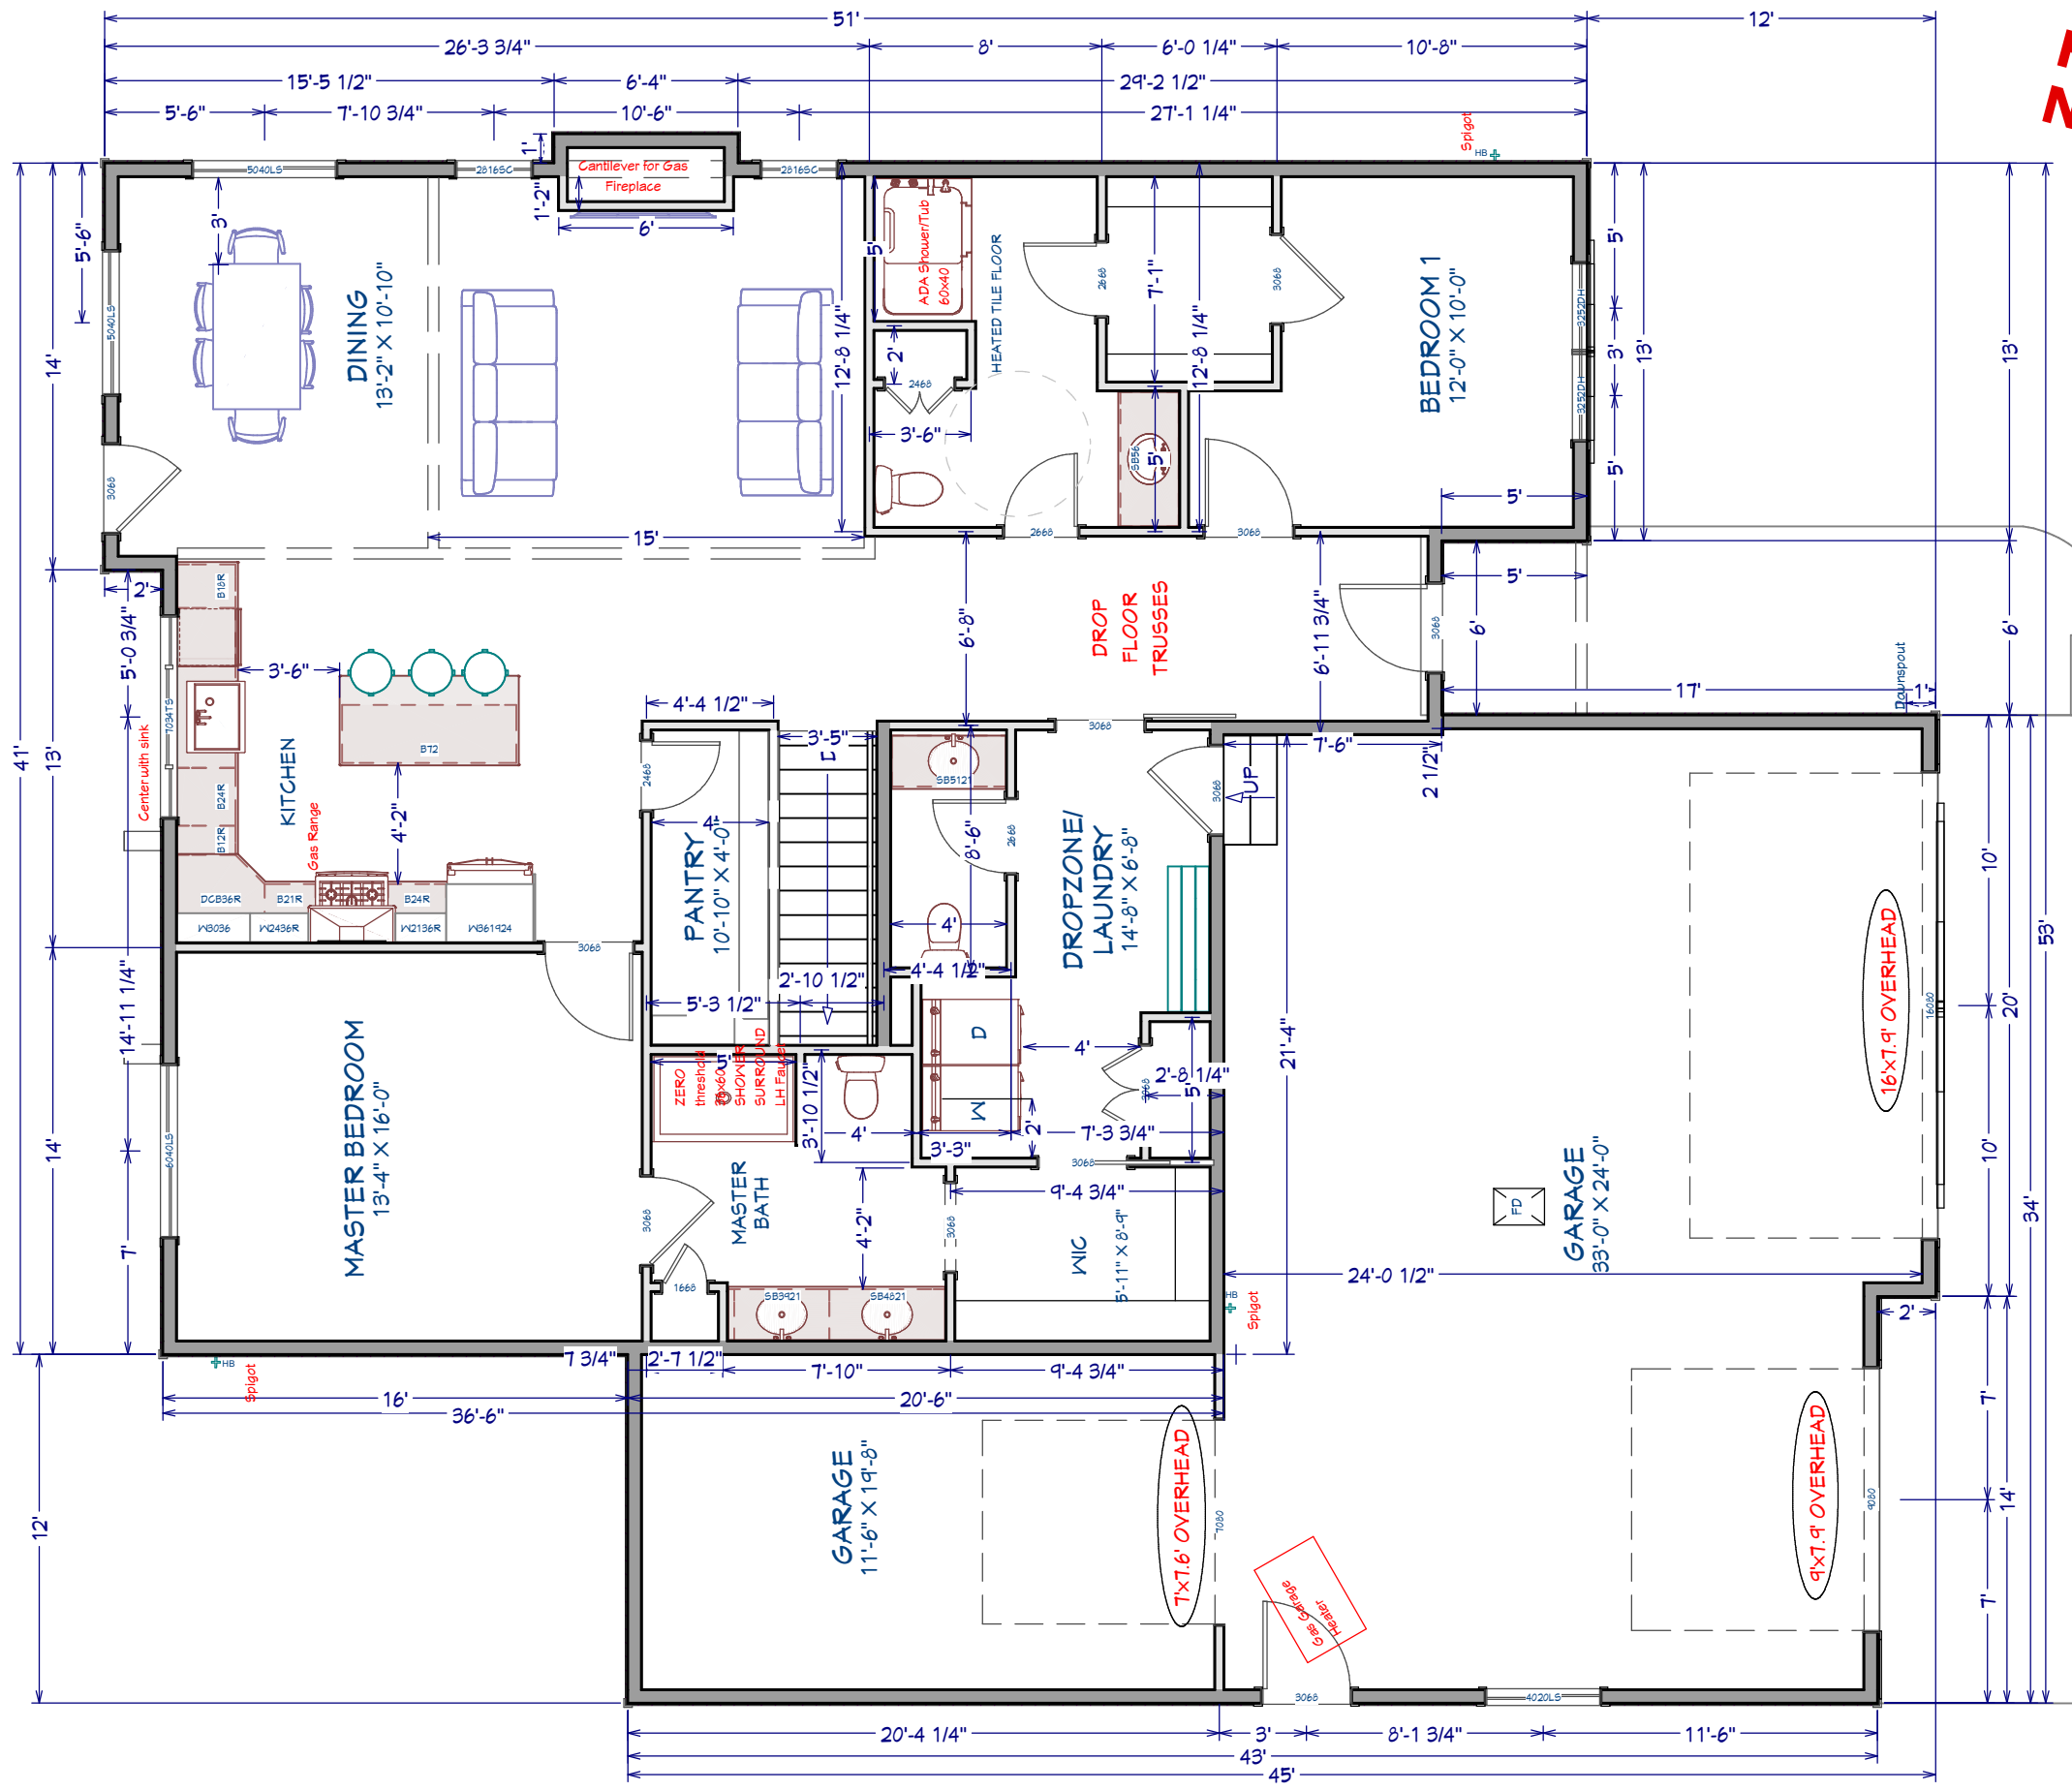 51'
12'
26'-3 3/4"
8'
6'-0 1/4"
10'-8"
15'-5 1/2"
6'-4"
29'-2 1/2"
5'-6"
7'-10 3/4"
10'-6"
27'-1 1/4"
Spigot
HB
1'
5040LS
2816SC
Cantilever for Gas
Fireplace
2816SC
1'-2"
6'
3'
5'-6"
5040LS
DINING
13'-2" X 10'-10"
14'
41'
3068
12'-8 1/4"
5'
ADA Shower/Tub
60x40
HEATED TILE FLOOR
2'
2468
3'-6"
2668
7'-1"
12'-8 1/4"
3068
BEDROOM 1
12'-0" X 10'-0"
3252DH
3252DH
5'
3'
5'
13'
13'
53'
5'
SB56
5'
2668
3068
15'
5'
5'
2'
B18R
5'-0 3/4"
3'-6"
7034TS
Center with sink
13'
KITCHEN
B72
B24R
B12R
4'-2"
Gas Range
DCB36R
B21R
B24R
W3036
W2436R
W2136R
W361924
6'-8"
DROP
FLOOR
TRUSSES
6'-11 3/4"
3068
6'
6'
Downspout
17'
1'
4'-4 1/2"
3'-5"
2468
4'
PANTRY
10'-10" X 4'-0"
5'-3 1/2"
2'-10 1/2"
SB5121
2668
8'-6"
4'
4'-4 1/2"
3068
DROPZONE/
LAUNDRY
14'-8" X 6'-8"
3068
UP
7'-6"
2 1/2"
10'
20'
16'x7.9' OVERHEAD
16080
10'
34'
3068
14'-11 1/4"
MASTER BEDROOM
13'-4" X 16'-0"
14'
6040LS
7'
5'
ZERO
threshold
SHOWER
SURROUND
LH Faucet
3'-10 1/2"
4'
D
W
4'
3'-3"
2'
2'-8 1/4"
5'
7'-3 3/4"
3068
21'-4"
MASTER
BATH
3068
1668
4'-2"
3068
SB3921
SB4821
9'-4 3/4"
WIC
5'-11" X 8'-9"
24'-0 1/2"
HB
Spigot
FD
GARAGE
33'-0" X 24'-0"
2'
HB
Spigot
7 3/4"
2'-7 1/2"
7'-10"
9'-4 3/4"
16'
20'-6"
36'-6"
12'
GARAGE
11'-6" X 19'-8"
7'x7.6' OVERHEAD
7080
Gas Garage
Heater
9'x7.9' OVERHEAD
9080
7'
14'
7'
3068
4020LS
20'-4 1/4"
3'
8'-1 3/4"
11'-6"
43'
45'